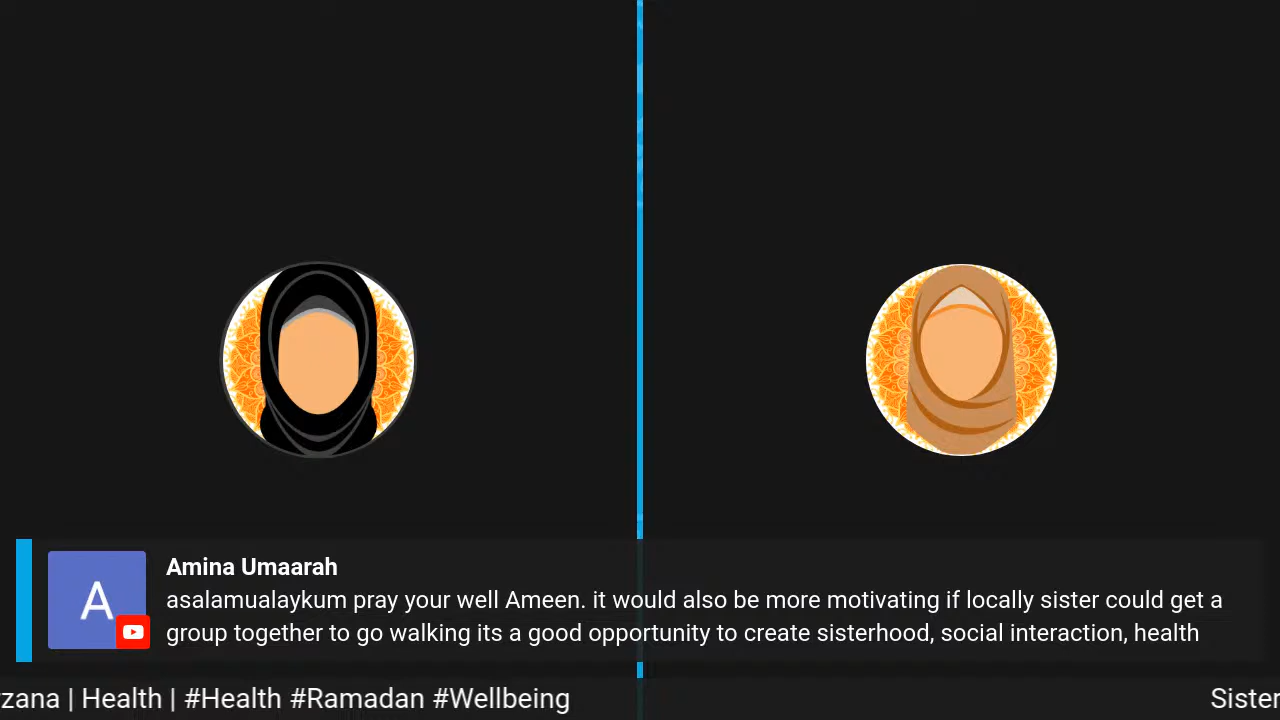 Amina Umaarah
A
asalamualaykum pray your well Ameen. it would also be more motivating if locally sister could get a
group together to go walking its a good opportunity to create sisterhood, social interaction, health
zana | Health | #Health #Ramadan #Wellbeing
Sister